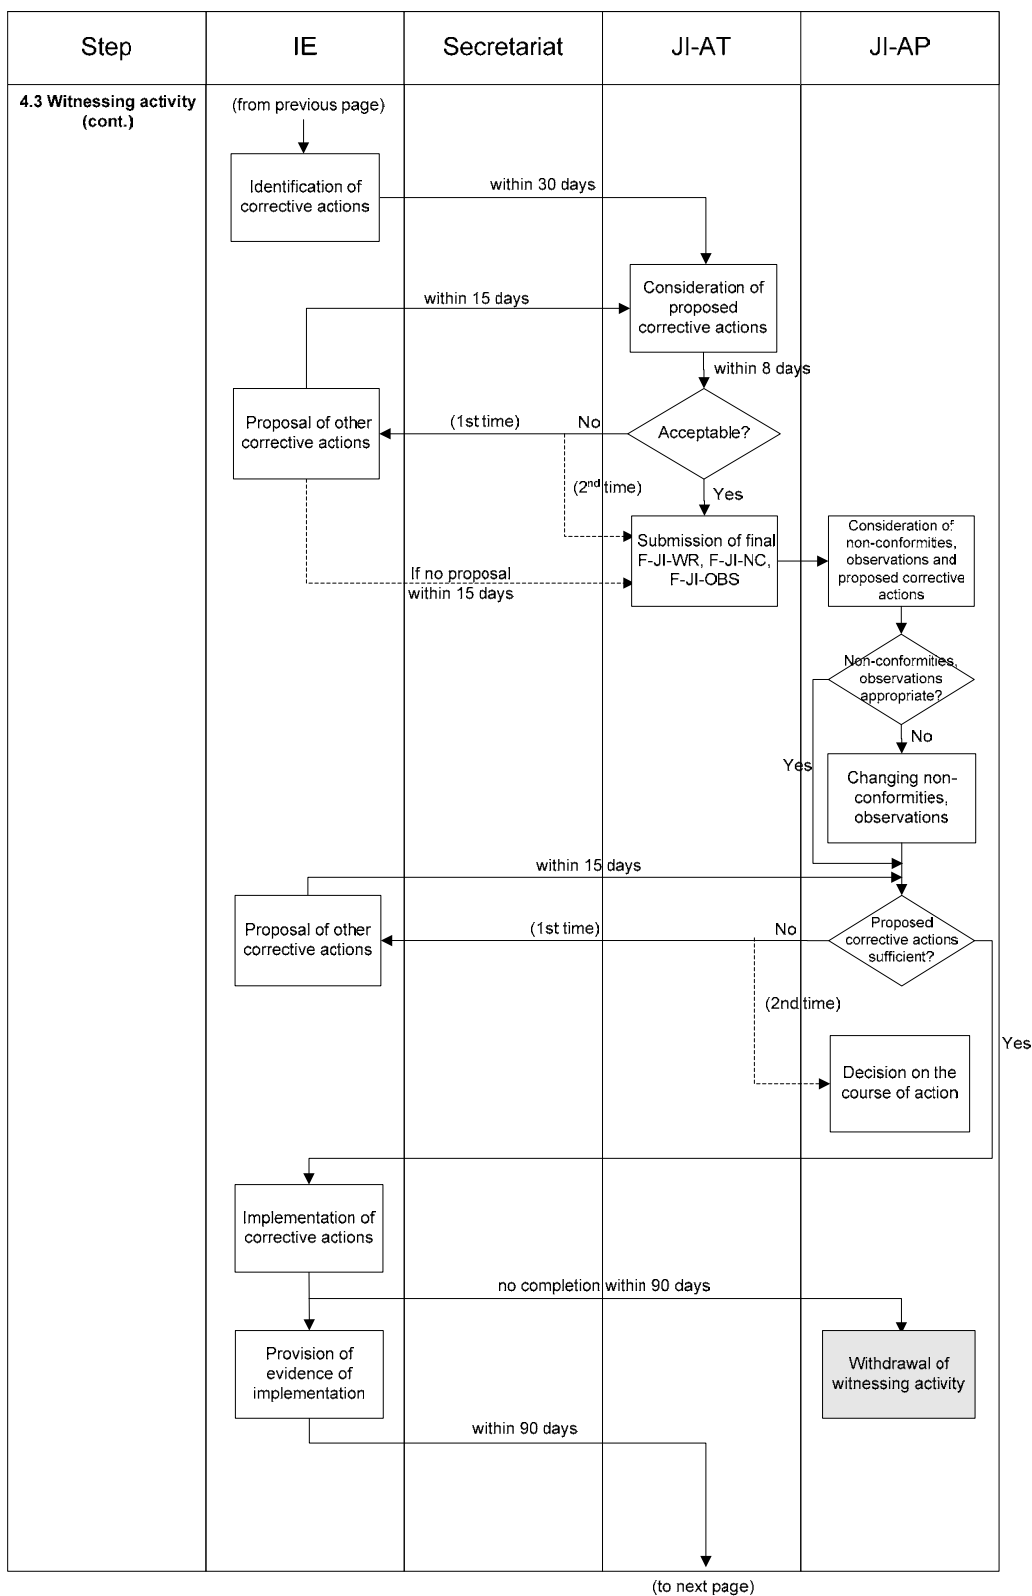 Step
IE
Secretariat
JI-AT
JI-AP
4.3 Witnessing activity
(cont.)
(from previous page)
Identification of
corrective actions
within 30 days
Consideration of
proposed
corrective actions
within 15 days
within 8 days
Proposal of other
corrective actions
(1st time)
No
Acceptable?
(2nd time)
Yes
Submission of final
F-JI-WR, F-JI-NC,
F-JI-OBS
If no proposal
within 15 days
Consideration of
non-conformities,
observations and
proposed corrective
actions
Non-conformities,
observations
appropriate?
No
Yes
Changing non-
conformities,
observations
within 15 days
Proposal of other
corrective actions
(1st time)
No
Proposed
corrective actions
sufficient?
(2nd time)
Yes
Decision on the
course of action
Implementation of
corrective actions
no completion within 90 days
Provision of
evidence of
implementation
Withdrawal of
witnessing activity
within 90 days
(to next page)